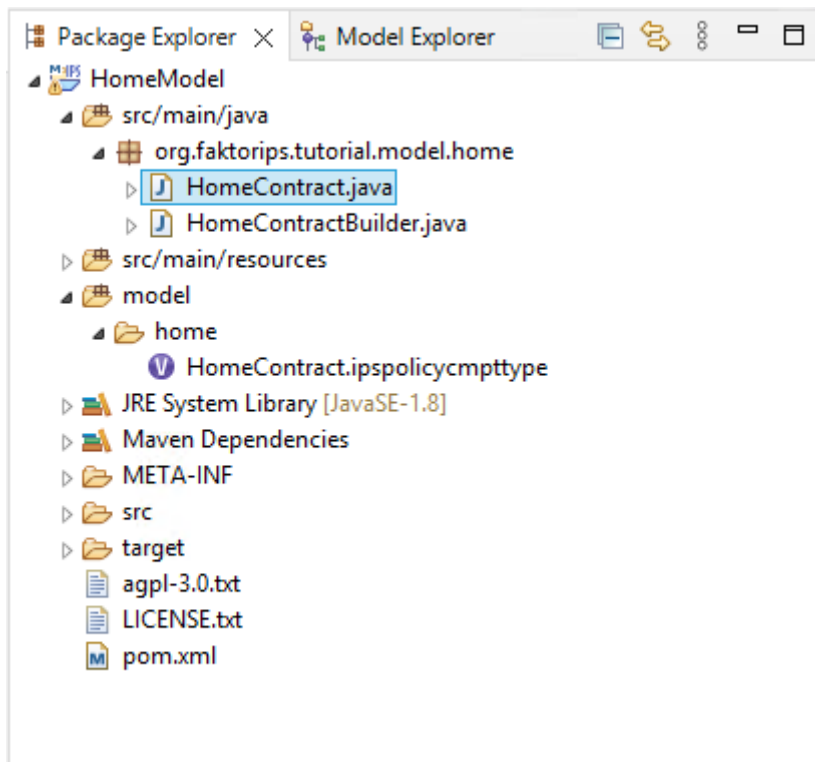 Package Explorer Model Explorer
HomeModel
src/main/java
org.faktorips.tutorial.model.home
HomeContract.java
HomeContractBuilder.java
src/main/resources
model
home
HomeContract.ipspolicycmpttype
JRE System Library [JavaSE-1.8]
Maven Dependencies
META-INF
src
target
agpl-3.0.txt
LICENSE.txt
pom.xml